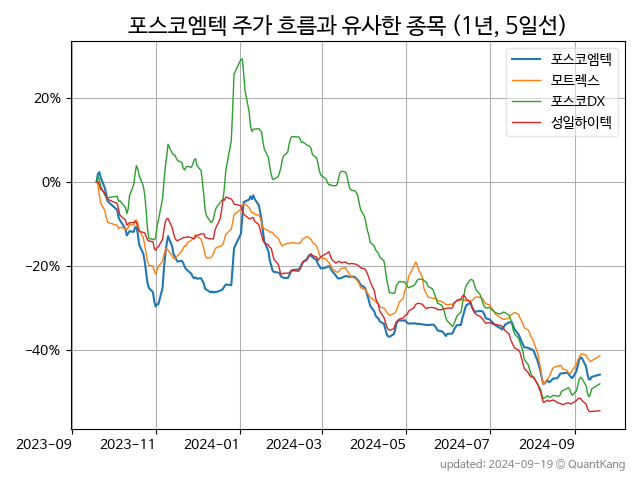 포스코엠텍 주가 흐름과 유사한 종목 (1년, 5일선)
포스코엠텍
모트렉스
포스코DX
성일하이텍
20%
0%
−20%
−40%
2023−09
2023−11
2024−01
2024−03
2024−05
2024−07
2024−09
updated: 2024−09−19 © QuantKang